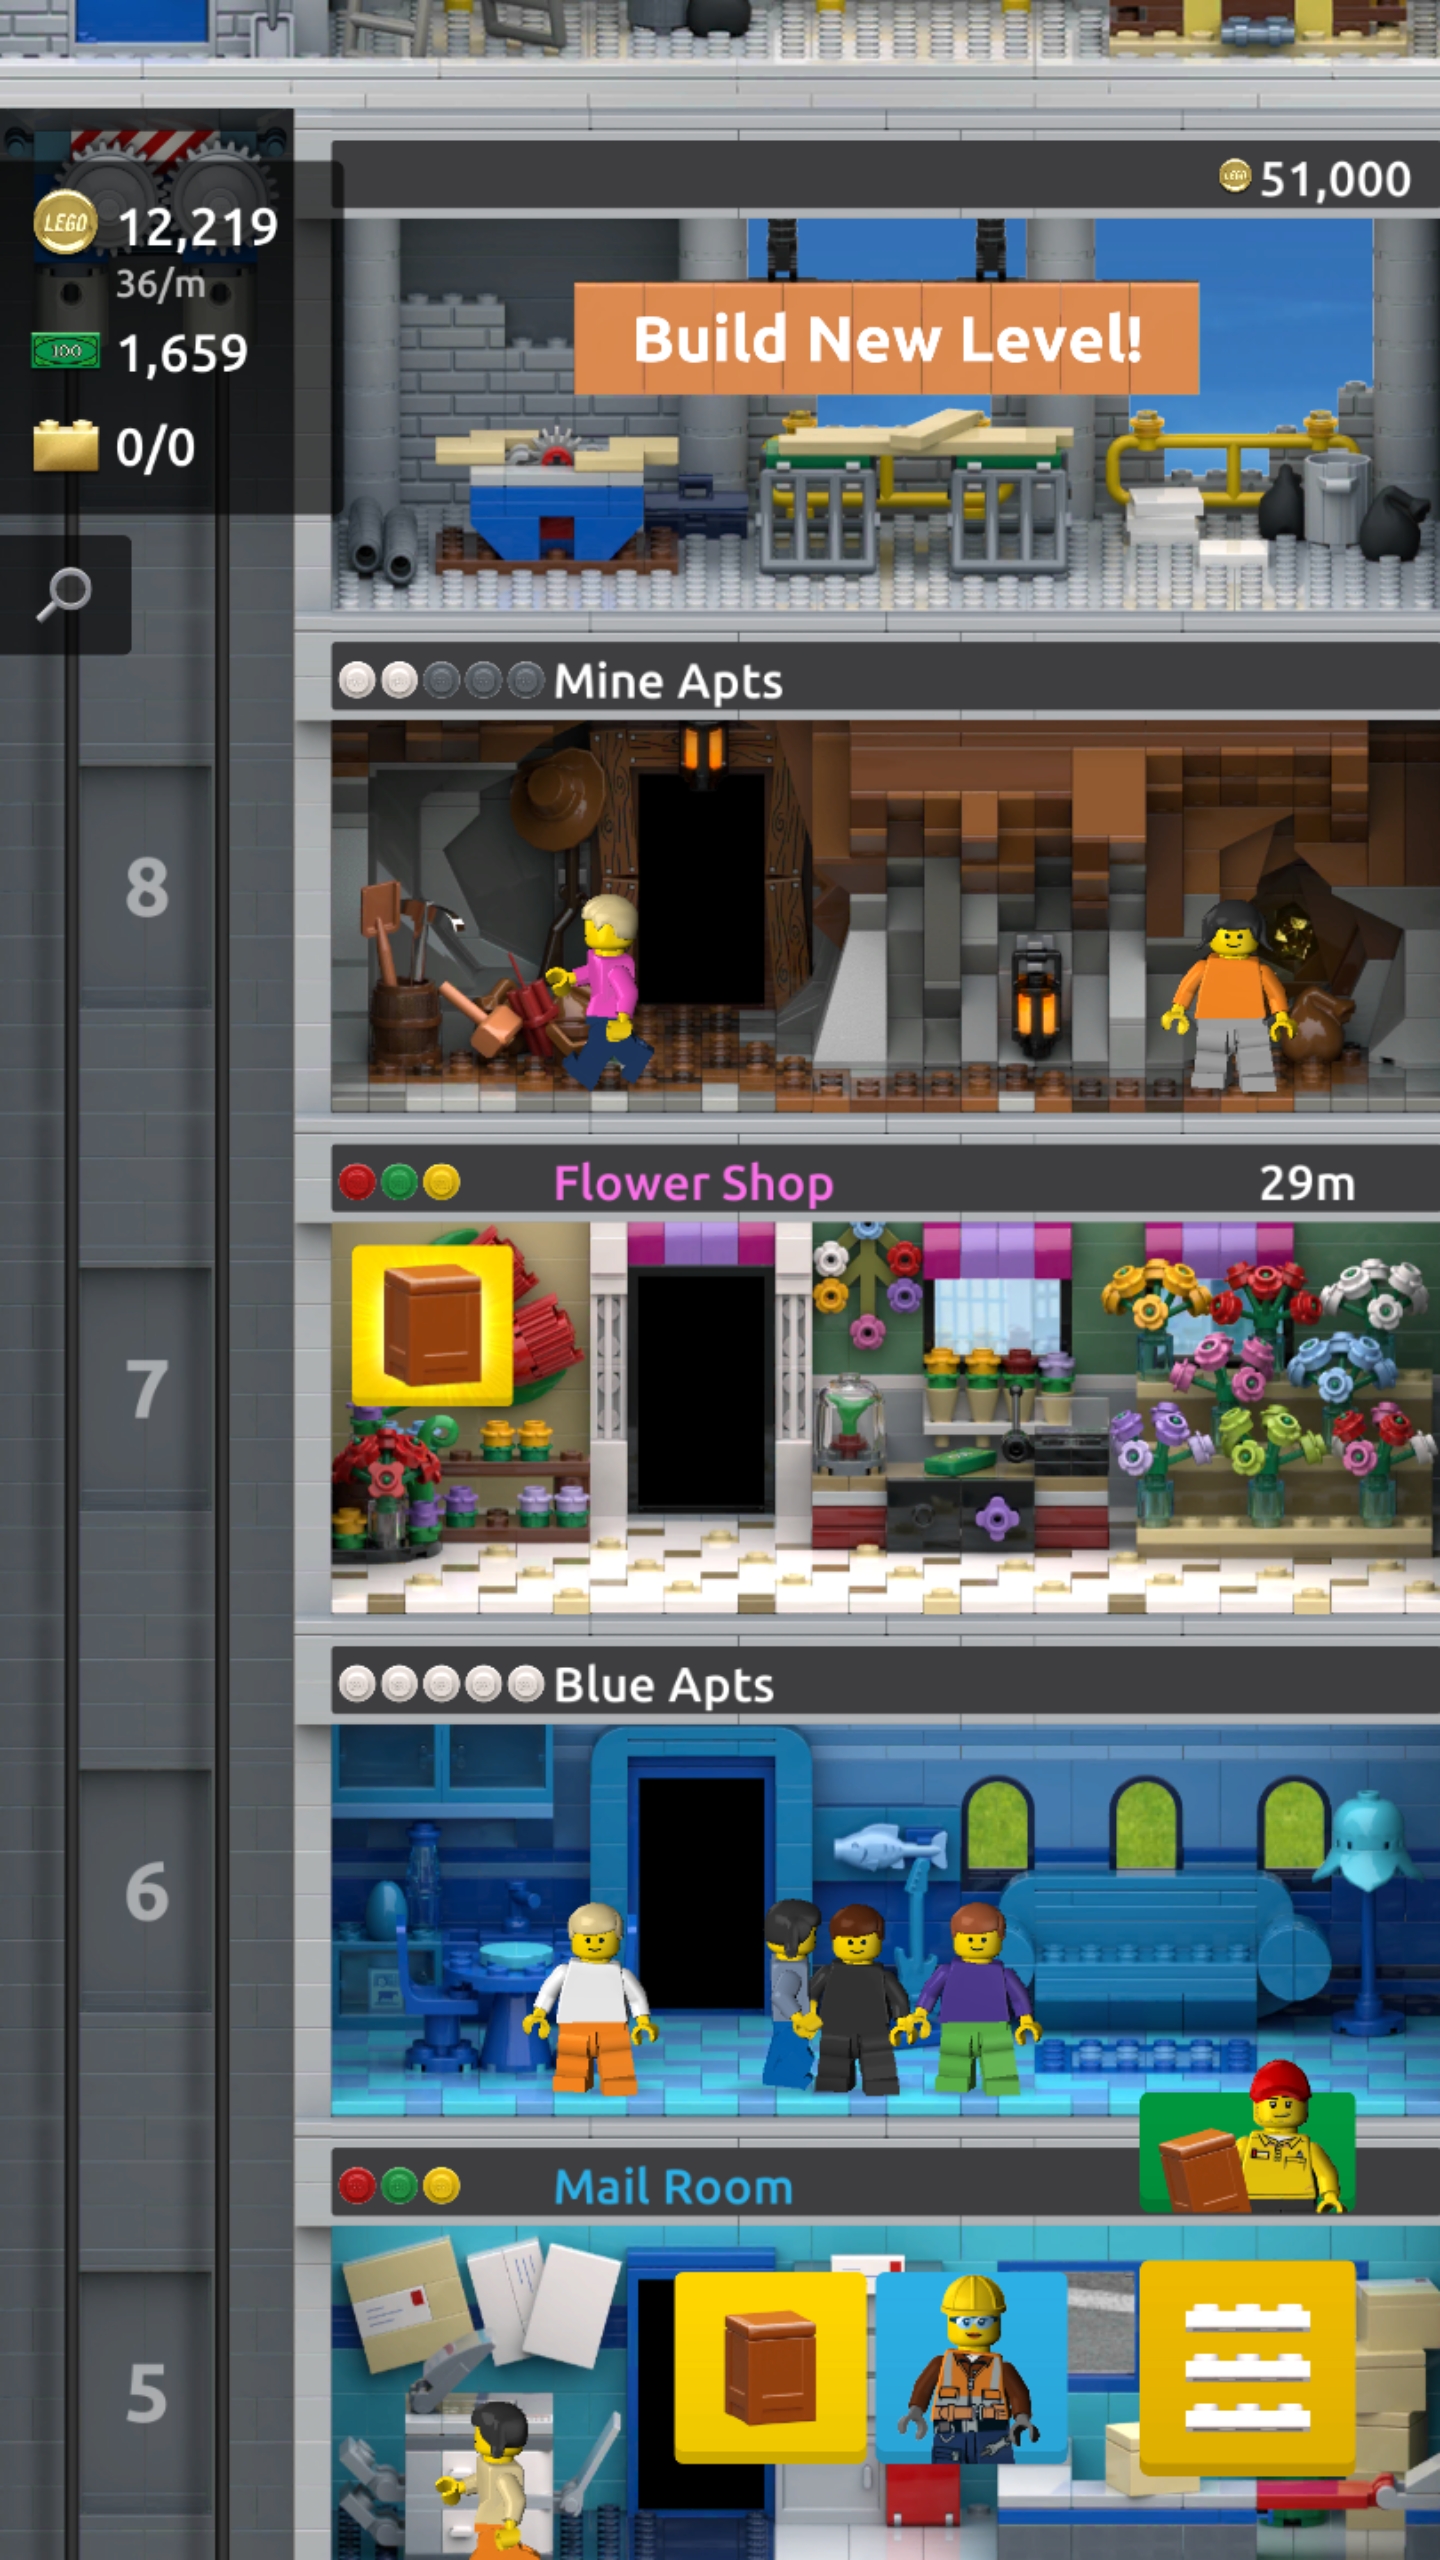 51,000
LEGO 12,219
36/m
100 1,659
0/0
Build New Level!
Mine Apts
8
Flower Shop 29m
7
Blue Apts
6
Mail Room
5